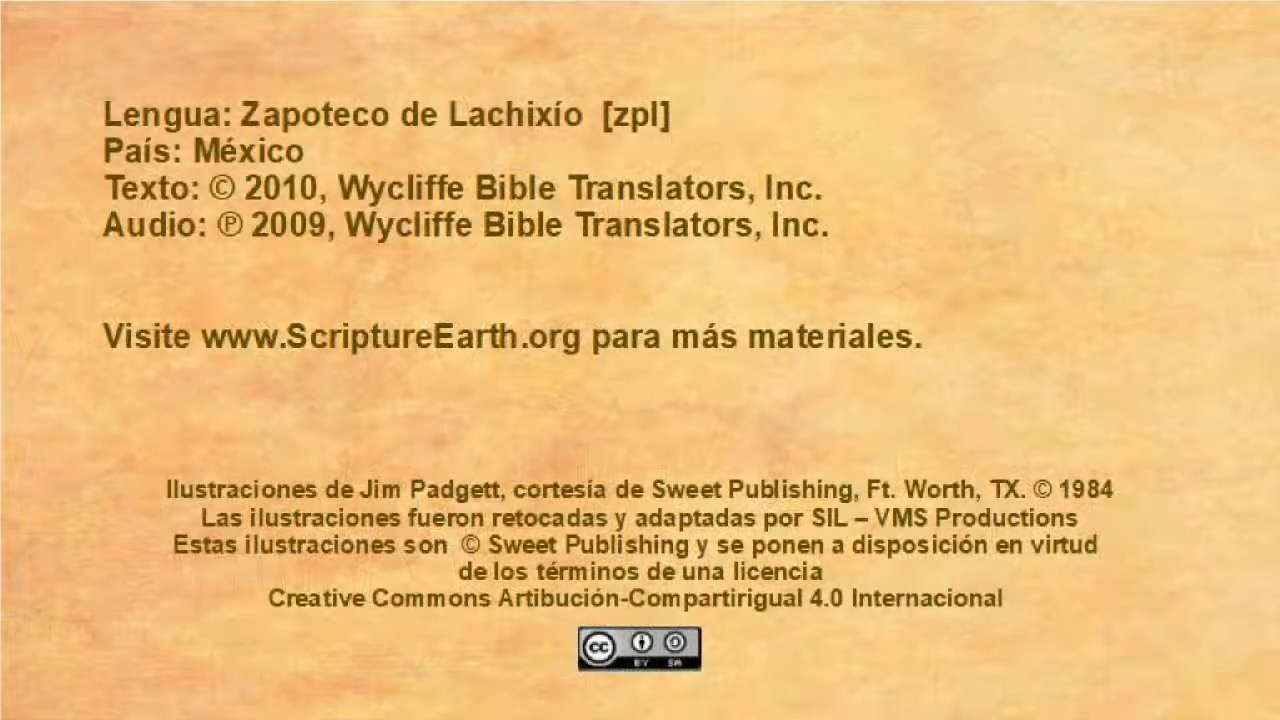 Lengua: Zapoteco de Lachixío [zpl]
País: México
Texto: © 2010, Wycliffe Bible Translators, Inc.
Audio: ℗ 2009, Wycliffe Bible Translators, Inc.
Visite www.ScriptureEarth.org para más materiales.
Ilustraciones de Jim Padgett, cortesía de Sweet Publishing, Ft. Worth, TX. © 1984
Las ilustraciones fueron retocadas y adaptadas por SIL – VMS Productions
Estas ilustraciones son © Sweet Publishing y se ponen a disposición en virtud
de los términos de una licencia
Creative Commons Artibución-Compartirigual 4.0 Internacional
cc
BY SA